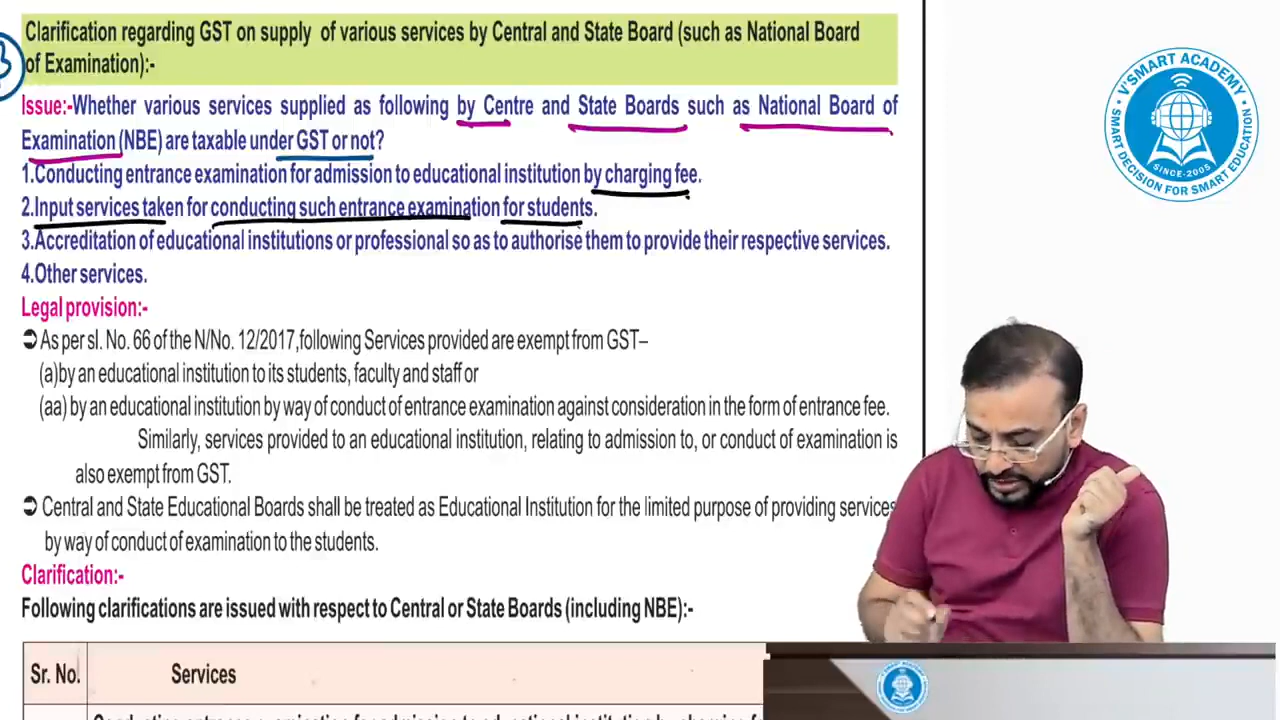 Clarification regarding GST on supply of various services by Central and State Board (such as National Board
of Examination):-
Issue:-Whether various services supplied as following by Centre and State Boards such as National Board of
Examination (NBE) are taxable under GST or not?
1.Conducting entrance examination for admission to educational institution by charging fee.
2.Input services taken for conducting such entrance examination for students.
3.Accreditation of educational institutions or professional so as to authorise them to provide their respective services.
4.Other services.
Legal provision:-
➲ As per sl. No. 66 of the N/No. 12/2017,following Services provided are exempt from GST–
(a)by an educational institution to its students, faculty and staff or
(aa) by an educational institution by way of conduct of entrance examination against consideration in the form of entrance fee.
Similarly, services provided to an educational institution, relating to admission to, or conduct of examination is
also exempt from GST.
➲ Central and State Educational Boards shall be treated as Educational Institution for the limited purpose of providing services
by way of conduct of examination to the students.
Clarification:-
Following clarifications are issued with respect to Central or State Boards (including NBE):-
Sr. No. Services
V'SMART ACADEMY
SINCE-2005
SMART DECISION FOR SMART EDUCATION